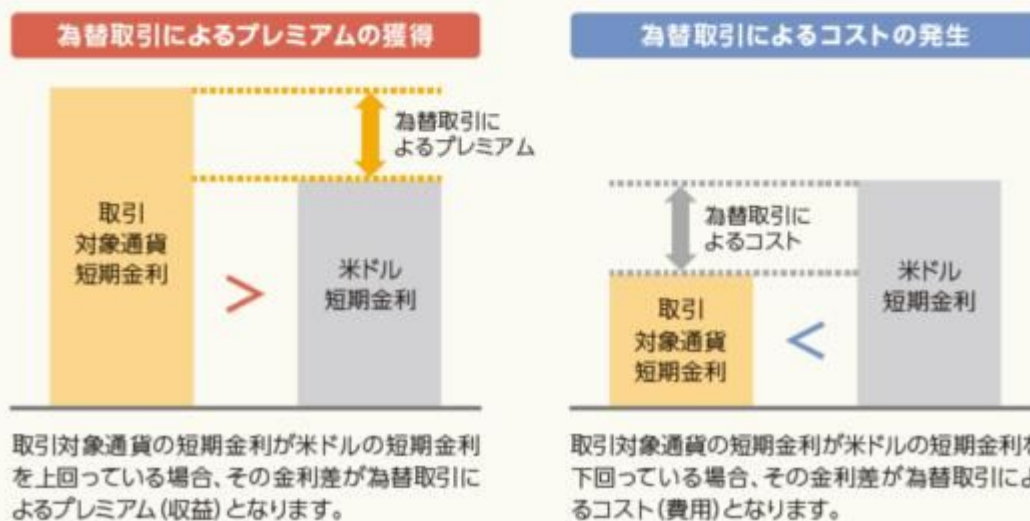 為替取引によるプレミアムの獲得
為替取引に
よるプレミアム
取引
対象通貨
短期金利
>
米ドル
短期金利
取引対象通貨の短期金利が米ドルの短期金利
を上回っている場合、その金利差が為替取引に
よるプレミアム(収益)となります。
為替取引によるコストの発生
為替取引に
よるコスト
取引
対象通貨
短期金利
<
米ドル
短期金利
取引対象通貨の短期金利が米ドルの短期金利を
下回っている場合、その金利差が為替取引によ
るコスト(費用)となります。